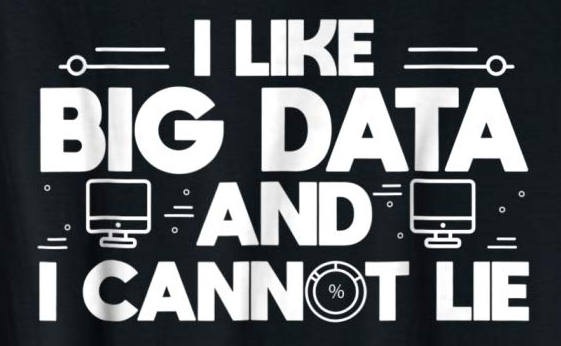 I LIKE
BIG DATA
AND
I CANNOT LIE
%